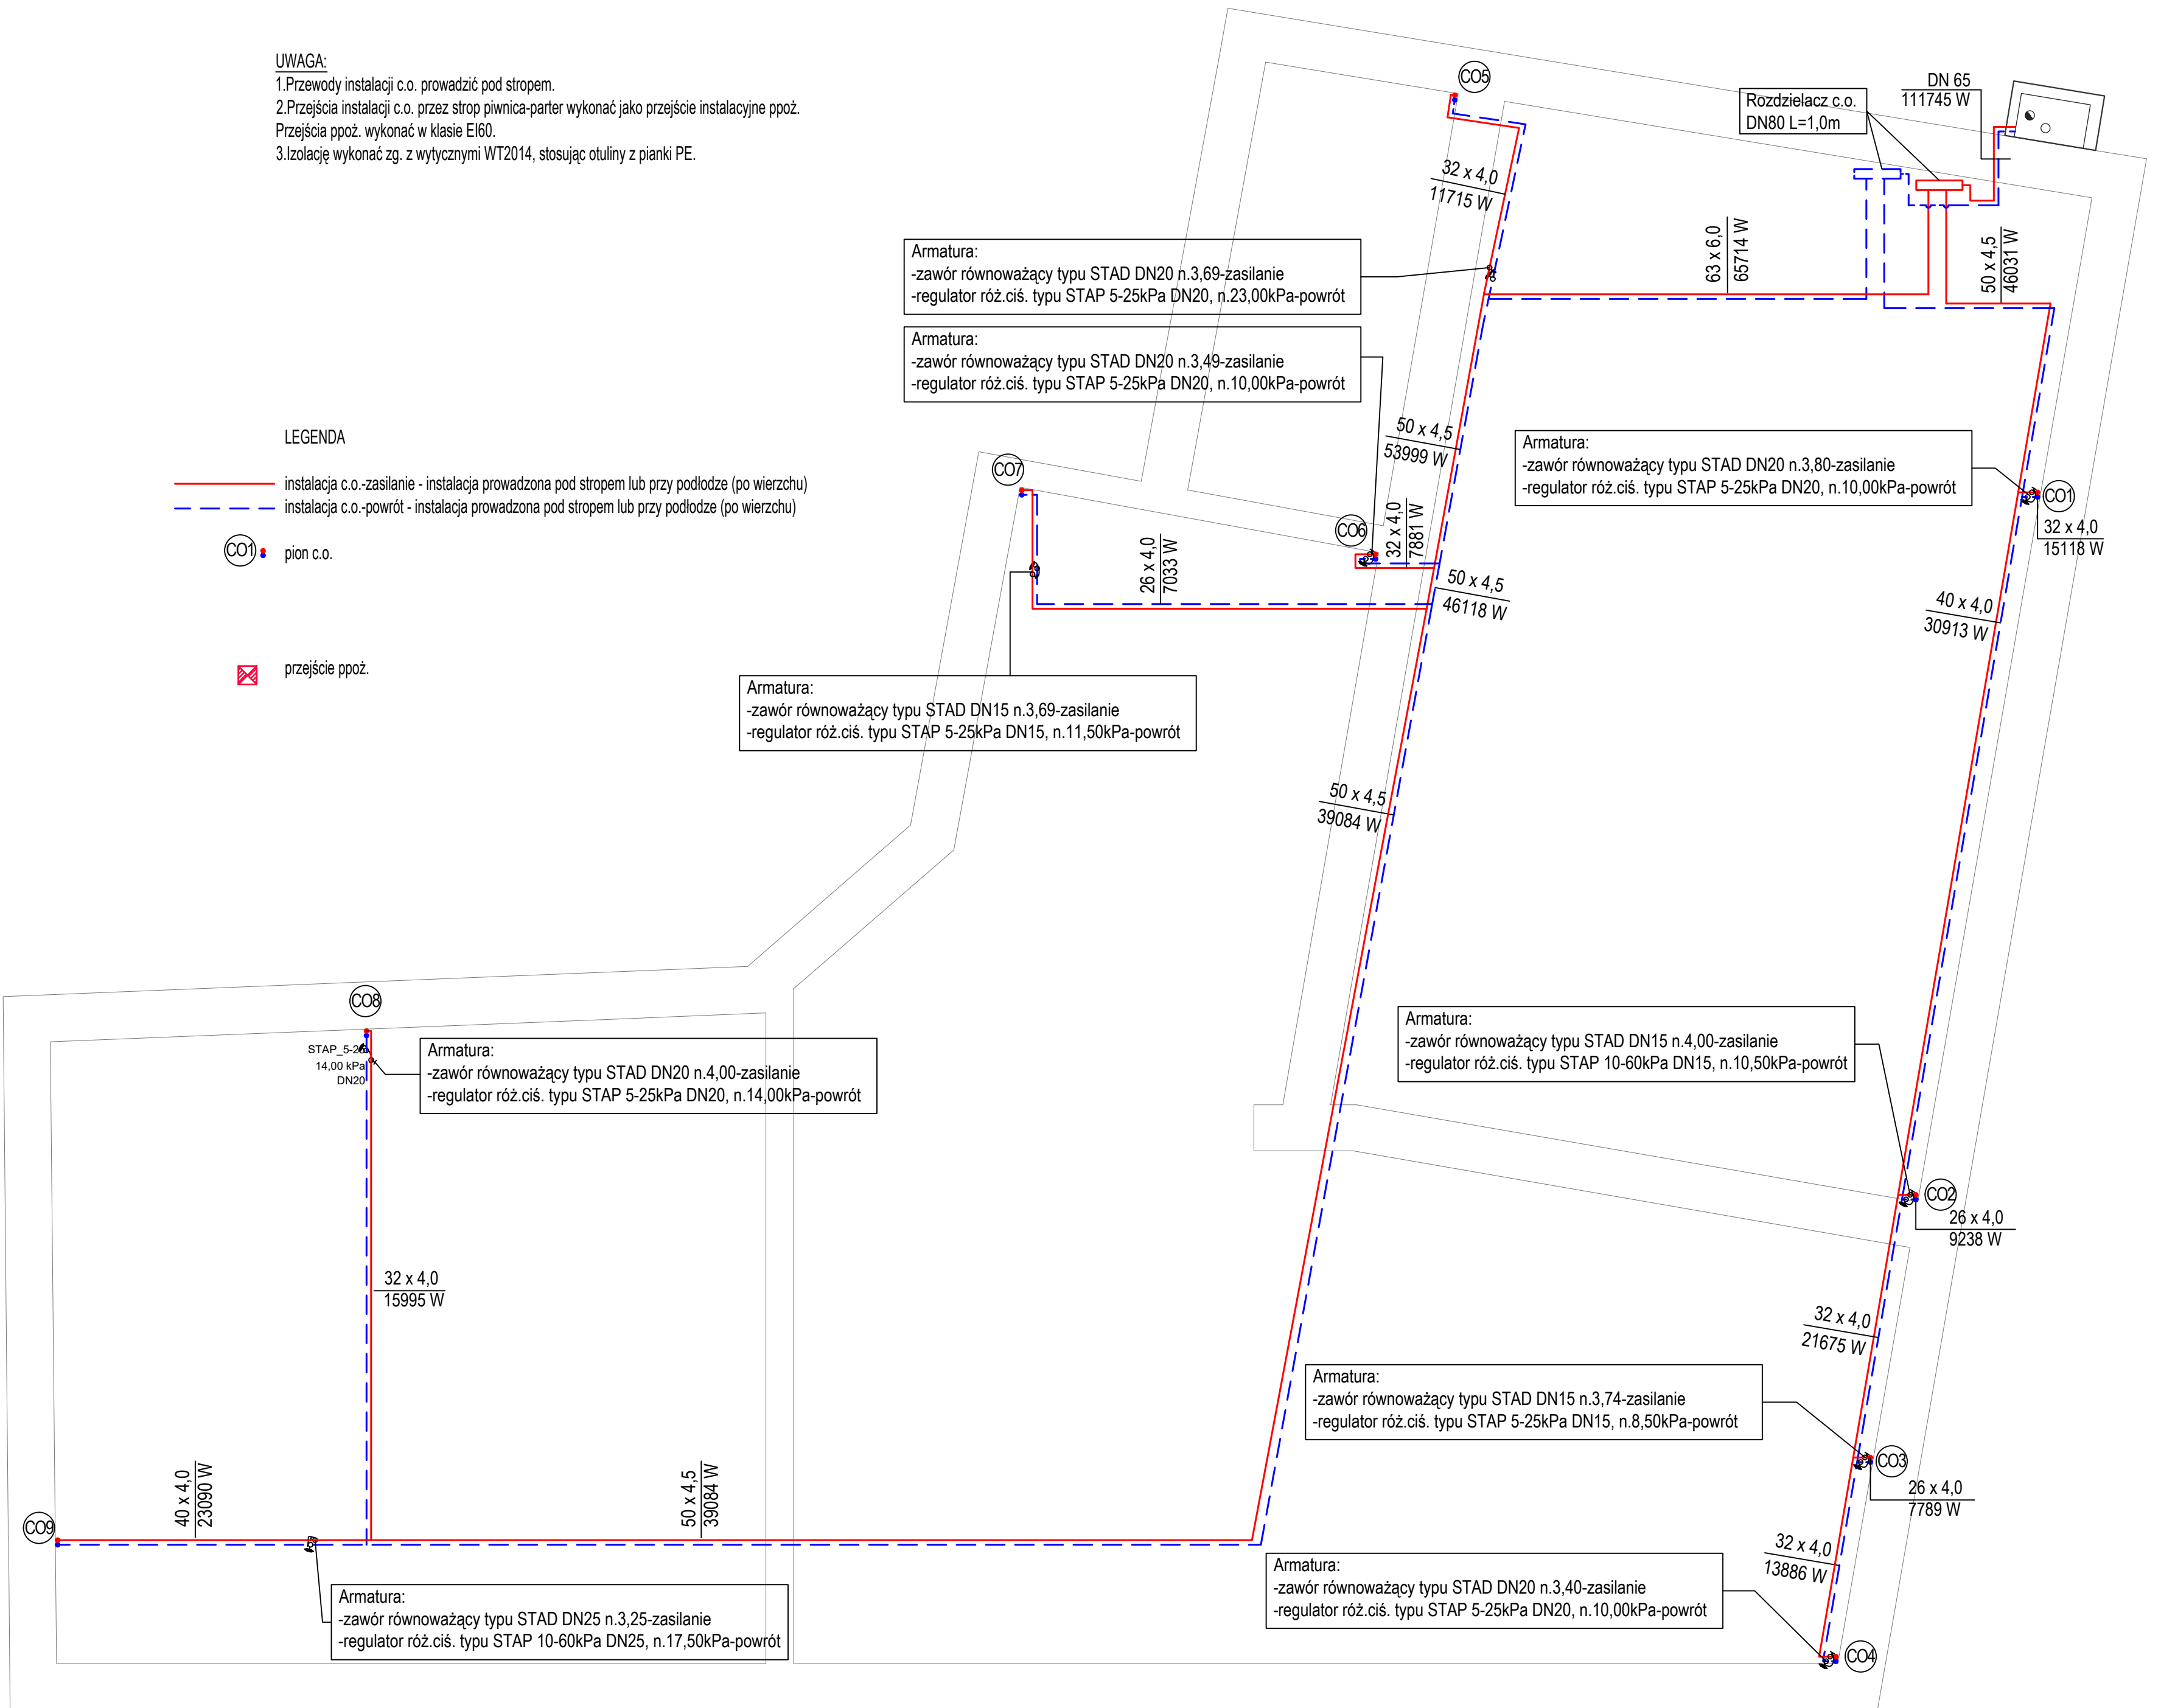 UWAGA:
1.Przewody instalacji c.o. prowadzić pod stropem.
2.Przejścia instalacji c.o. przez strop piwnica-parter wykonać jako przejście instalacyjne ppoż.
Przejścia ppoż. wykonać w klasie EI60.
3.Izolację wykonać zg. z wytycznymi WT2014, stosując otuliny z pianki PE.
CO5
Rozdzielacz c.o.
DN80 L=1,0m
DN 65
111745 W
32 x 4,0
11715 W
63 x 6,0
65714 W
50 x 4,5
46031 W
Armatura:
-zawór równoważący typu STAD DN20 n.3,69-zasilanie
-regulator róż.ciś. typu STAP 5-25kPa DN20, n.23,00kPa-powrót
Armatura:
-zawór równoważący typu STAD DN20 n.3,49-zasilanie
-regulator róż.ciś. typu STAP 5-25kPa DN20, n.10,00kPa-powrót
LEGENDA
instalacja c.o.-zasilanie - instalacja prowadzona pod stropem lub przy podłodze (po wierzchu)
instalacja c.o.-powrót - instalacja prowadzona pod stropem lub przy podłodze (po wierzchu)
CO1
pion c.o.
przejście ppoż.
50 x 4,5
53999 W
Armatura:
-zawór równoważący typu STAD DN20 n.3,80-zasilanie
-regulator róż.ciś. typu STAP 5-25kPa DN20, n.10,00kPa-powrót
CO1
32 x 4,0
15118 W
CO7
CO6
32 x 4,0
7881 W
26 x 4,0
7033 W
50 x 4,5
46118 W
40 x 4,0
30913 W
Armatura:
-zawór równoważący typu STAD DN15 n.3,69-zasilanie
-regulator róż.ciś. typu STAP 5-25kPa DN15, n.11,50kPa-powrót
50 x 4,5
39084 W
CO8
STAP_5-25
14,00 kPa
DN20
Armatura:
-zawór równoważący typu STAD DN20 n.4,00-zasilanie
-regulator róż.ciś. typu STAP 5-25kPa DN20, n.14,00kPa-powrót
Armatura:
-zawór równoważący typu STAD DN15 n.4,00-zasilanie
-regulator róż.ciś. typu STAP 10-60kPa DN15, n.10,50kPa-powrót
CO2
26 x 4,0
9238 W
32 x 4,0
15995 W
32 x 4,0
21675 W
Armatura:
-zawór równoważący typu STAD DN15 n.3,74-zasilanie
-regulator róż.ciś. typu STAP 5-25kPa DN15, n.8,50kPa-powrót
CO3
26 x 4,0
7789 W
40 x 4,0
23090 W
50 x 4,5
39084 W
CO9
32 x 4,0
13886 W
Armatura:
-zawór równoważący typu STAD DN25 n.3,25-zasilanie
-regulator róż.ciś. typu STAP 10-60kPa DN25, n.17,50kPa-powrót
Armatura:
-zawór równoważący typu STAD DN20 n.3,40-zasilanie
-regulator róż.ciś. typu STAP 5-25kPa DN20, n.10,00kPa-powrót
CO4